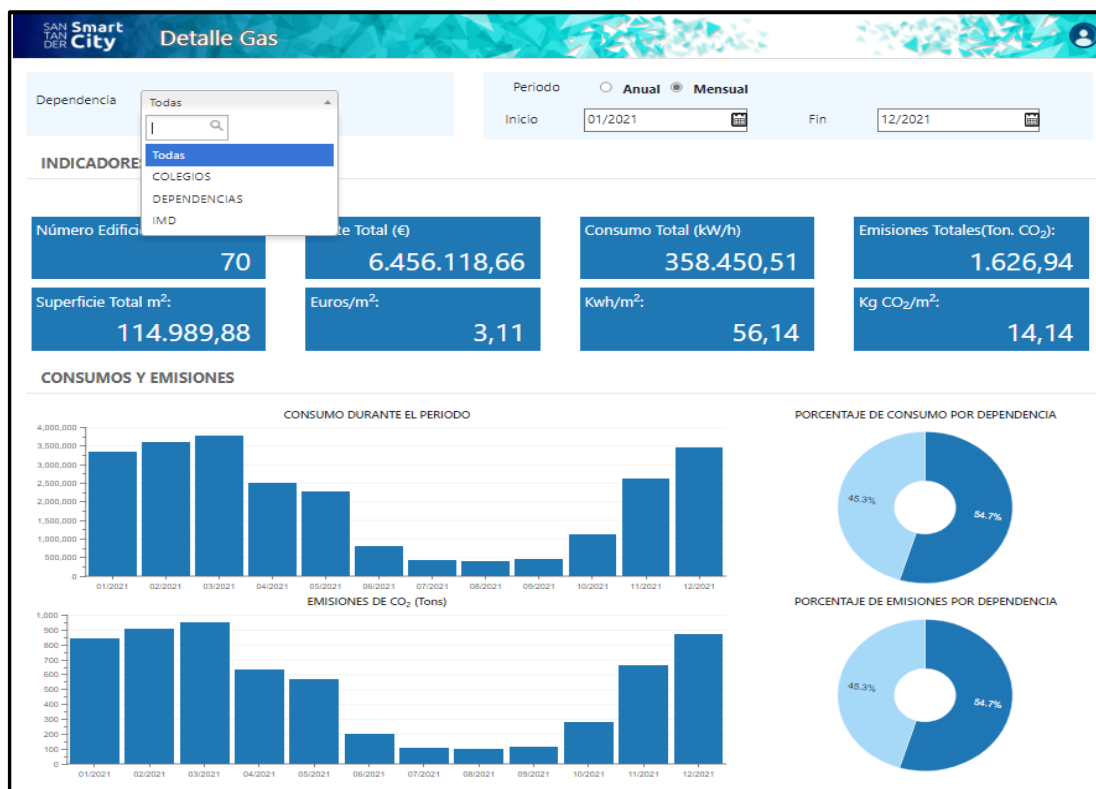 SAN TAN DER Smart City
Detalle Gas
Dependencia
Todas
Todas
COLEGIOS
DEPENDENCIAS
IMD
Periodo Anual Mensual
Inicio 01/2021 Fin 12/2021
INDICADORES
Número Edifici
70
te Total (€)
6.456.118,66
Consumo Total (kW/h)
358.450,51
Emisiones Totales(Ton. CO₂):
1.626,94
Superficie Total m²:
114.989,88
Euros/m²:
3,11
Kwh/m²:
56,14
Kg CO₂/m²:
14,14
CONSUMOS Y EMISIONES
CONSUMO DURANTE EL PERIODO
4,000,000
3,500,000
3,000,000
2,500,000
2,000,000
1,500,000
1,000,000
500,000
0
01/2021 02/2021 03/2021 04/2021 05/2021 06/2021 07/2021 08/2021 09/2021 10/2021 11/2021 12/2021
PORCENTAJE DE CONSUMO POR DEPENDENCIA
45.3%
54.7%
EMISIONES DE CO₂ (Tons)
1,000
900
800
700
600
500
400
300
200
100
0
01/2021 02/2021 03/2021 04/2021 05/2021 06/2021 07/2021 08/2021 09/2021 10/2021 11/2021 12/2021
PORCENTAJE DE EMISIONES POR DEPENDENCIA
45.3%
54.7%